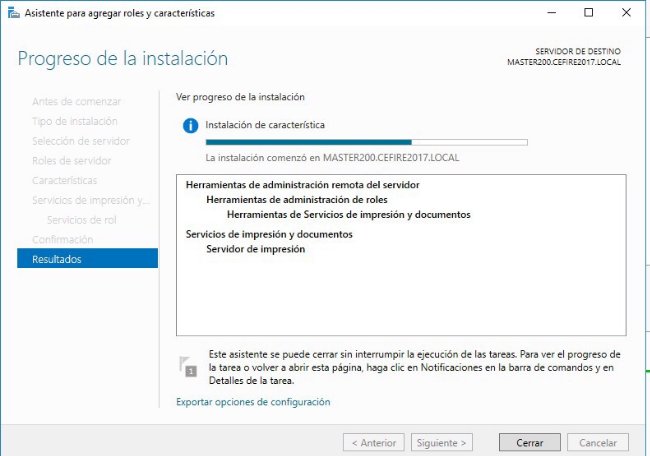 Asistente para agregar roles y características
Progreso de la instalación
SERVIDOR DE DESTINO
MASTER200.CEFIRE2017.LOCAL
Antes de comenzar
Tipo de instalación
Selección de servidor
Roles de servidor
Características
Servicios de impresión y...
Servicios de rol
Confirmación
Resultados
Ver progreso de la instalación
Instalación de característica
La instalación comenzó en MASTER200.CEFIRE2017.LOCAL
Herramientas de administración remota del servidor
Herramientas de administración de roles
Herramientas de Servicios de impresión y documentos
Servicios de impresión y documentos
Servidor de impresión
1
Este asistente se puede cerrar sin interrumpir la ejecución de las tareas. Para ver el progreso de
la tarea o volver a abrir esta página, haga clic en Notificaciones en la barra de comandos y en
Detalles de la tarea.
Exportar opciones de configuración
< Anterior
Siguiente >
Cerrar
Cancelar